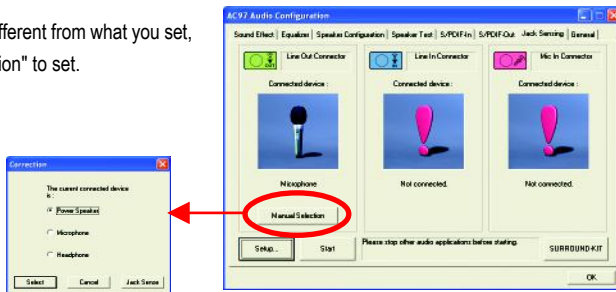 fferent from what you set,
ion" to set.
AC97 Audio Configuration
Sound Effect | Equalizer | Speaker Configuration | Speaker Test | S/PDIF-In | S/PDIF-Out | Jack Sensing | General
Line Out Connector
Line In Connector
Mic In Connector
OUT
IN
Connected device :
Connected device :
Connected device :
Microphone
Not connected.
Not connected.
Manual Selection
Setup...
Start
Please stop other audio applications before starting.
SURROUND-KIT
OK
Correction
The current connected device
is :
Power Speaker
Microphone
Headphone
Select
Cancel
Jack Sense